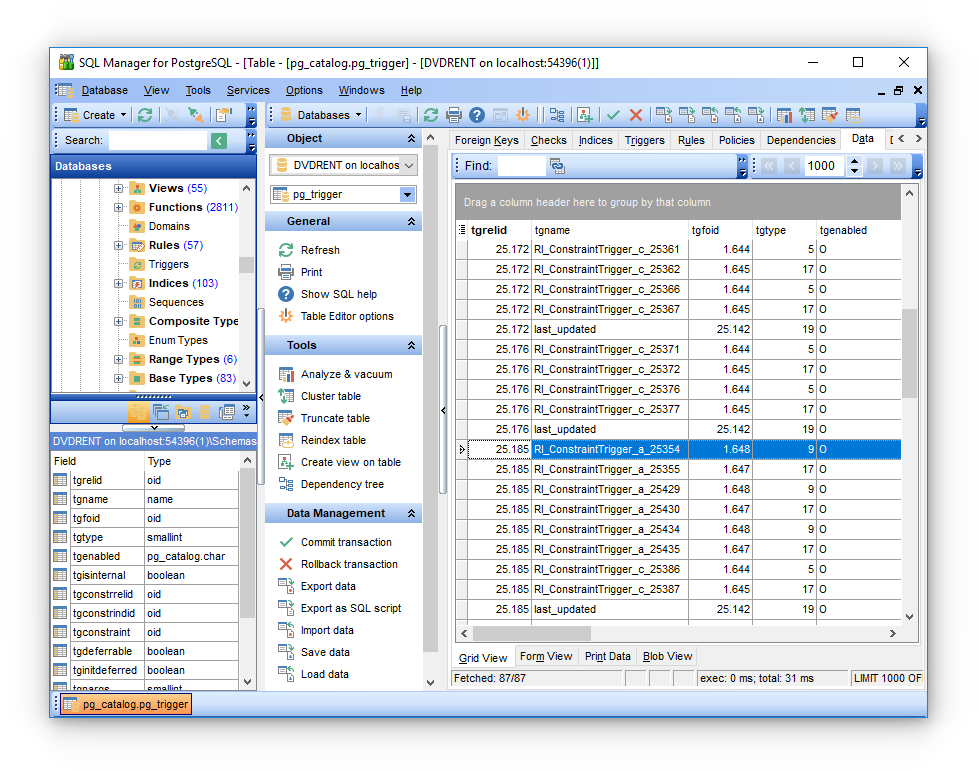 SQL Manager for PostgreSQL - [Table - [pg_catalog.pg_trigger] - [DVDRENT on localhost:54396(1)]]
Database View Tools Services Options Windows Help
Create
Databases
Search:
Databases
Views (55)
Functions (2811)
Domains
Rules (57)
Triggers
Indices (103)
Sequences
Composite Type
Enum Types
Range Types (6)
Base Types (83)
DVDRENT on localhost:54396(1)\Schemas
Field Type
tgrelid oid
tgname name
tgfoid oid
tgtype smallint
tgenabled pg_catalog.char
tgisinternal boolean
tgconstrrelid oid
tgconstrindid oid
tgconstraint oid
tgdeferrable boolean
tginitdeferred boolean
tgnargs smallint
Object
DVDRENT on localhos
pg_trigger
General
Refresh
Print
Show SQL help
Table Editor options
Tools
Analyze & vacuum
Cluster table
Truncate table
Reindex table
Create view on table
Dependency tree
Data Management
Commit transaction
Rollback transaction
Export data
Export as SQL script
Import data
Save data
Load data
Foreign Keys Checks Indices Triggers Rules Policies Dependencies Data
Find:
1000
Drag a column header here to group by that column
tgrelid tgname tgfoid tgtype tgenabled
25.172 RI_ConstraintTrigger_c_25361 1.644 5 O
25.172 RI_ConstraintTrigger_c_25362 1.645 17 O
25.172 RI_ConstraintTrigger_c_25366 1.644 5 O
25.172 RI_ConstraintTrigger_c_25367 1.645 17 O
25.172 last_updated 25.142 19 O
25.176 RI_ConstraintTrigger_c_25371 1.644 5 O
25.176 RI_ConstraintTrigger_c_25372 1.645 17 O
25.176 RI_ConstraintTrigger_c_25376 1.644 5 O
25.176 RI_ConstraintTrigger_c_25377 1.645 17 O
25.176 last_updated 25.142 19 O
25.185 RI_ConstraintTrigger_a_25354 1.648 9 O
25.185 RI_ConstraintTrigger_a_25355 1.647 17 O
25.185 RI_ConstraintTrigger_a_25429 1.648 9 O
25.185 RI_ConstraintTrigger_a_25430 1.647 17 O
25.185 RI_ConstraintTrigger_a_25434 1.648 9 O
25.185 RI_ConstraintTrigger_a_25435 1.647 17 O
25.185 RI_ConstraintTrigger_c_25386 1.644 5 O
25.185 RI_ConstraintTrigger_c_25387 1.645 17 O
25.185 last_updated 25.142 19 O
Grid View Form View Print Data Blob View
Fetched: 87/87 exec: 0 ms; total: 31 ms LIMIT 1000 OF
pg_catalog.pg_trigger